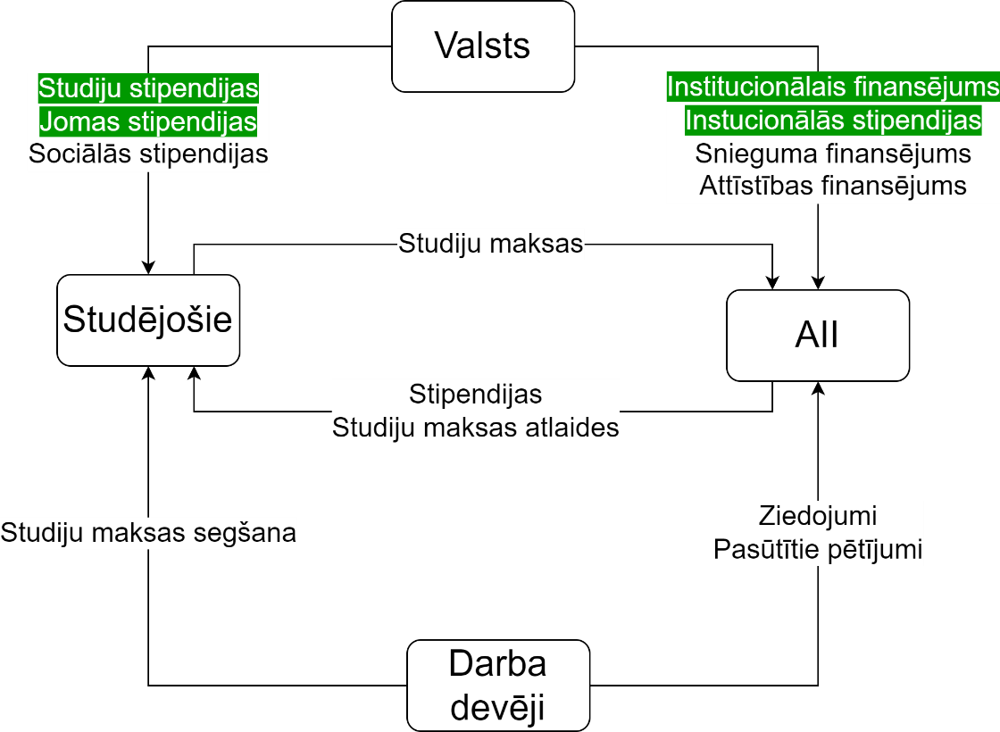 Valsts
Studiju stipendijas
Jomas stipendijas
Sociālās stipendijas
Institucionālais finansējums
Instucionālās stipendijas
Snieguma finansējums
Attīstības finansējums
Studiju maksas
Studējošie
AII
Stipendijas
Studiju maksas atlaides
Studiju maksas segšana
Ziedojumi
Pasūtītie pētījumi
Darba
devēji